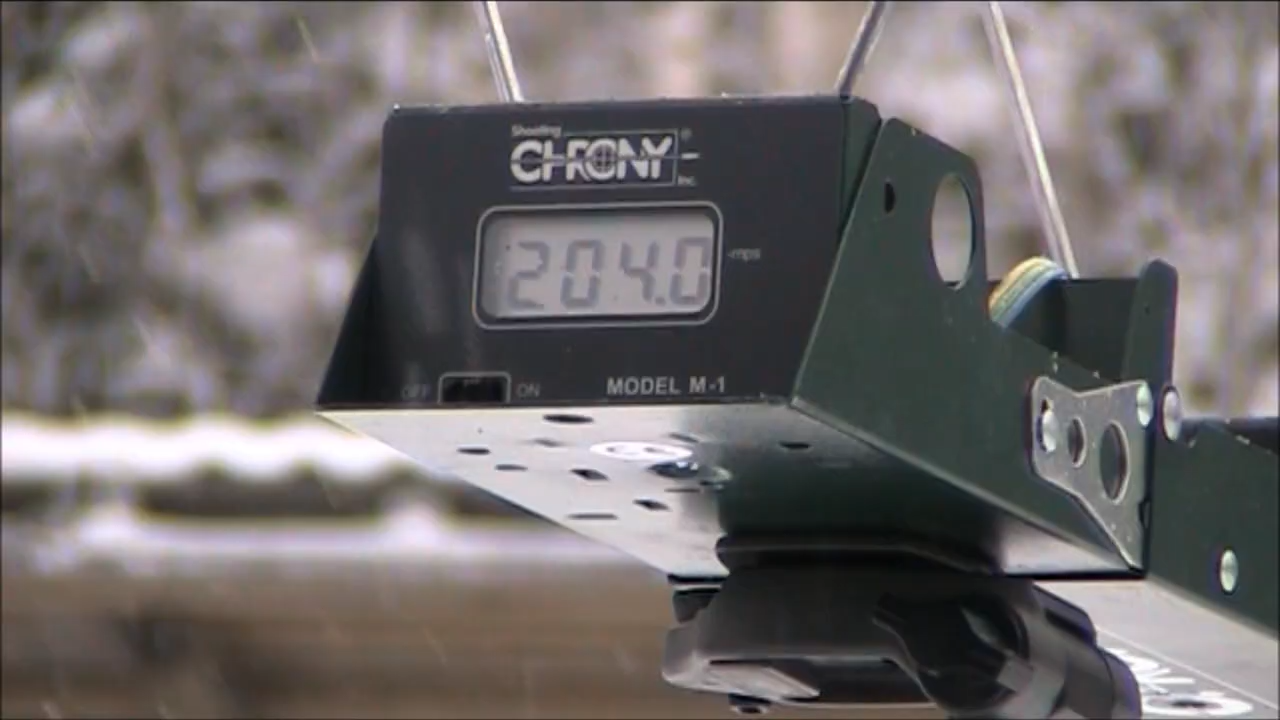 Shooting
CHRONY ®
Inc.
204.0
-mps
OFF ON
MODEL M-1